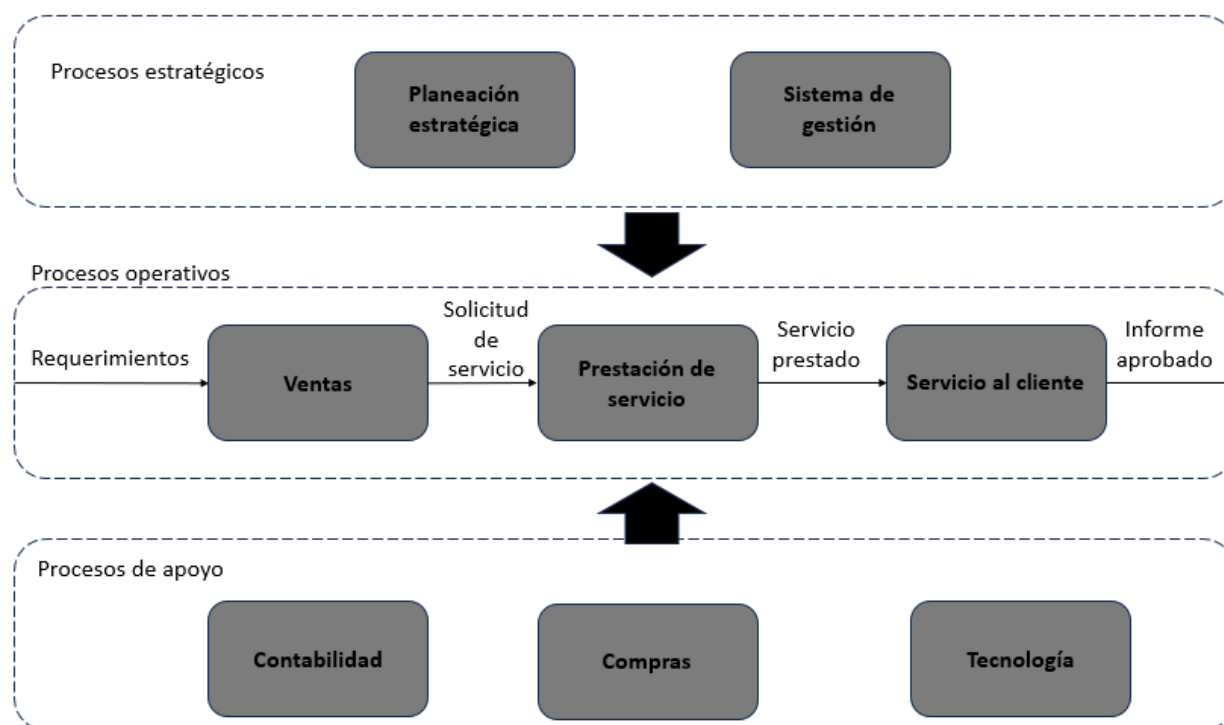 Procesos estratégicos
Planeación
estratégica
Sistema de
gestión
Procesos operativos
Requerimientos
Ventas
Solicitud
de
servicio
Prestación de
servicio
Servicio
prestado
Servicio al cliente
Informe
aprobado
Procesos de apoyo
Contabilidad
Compras
Tecnología